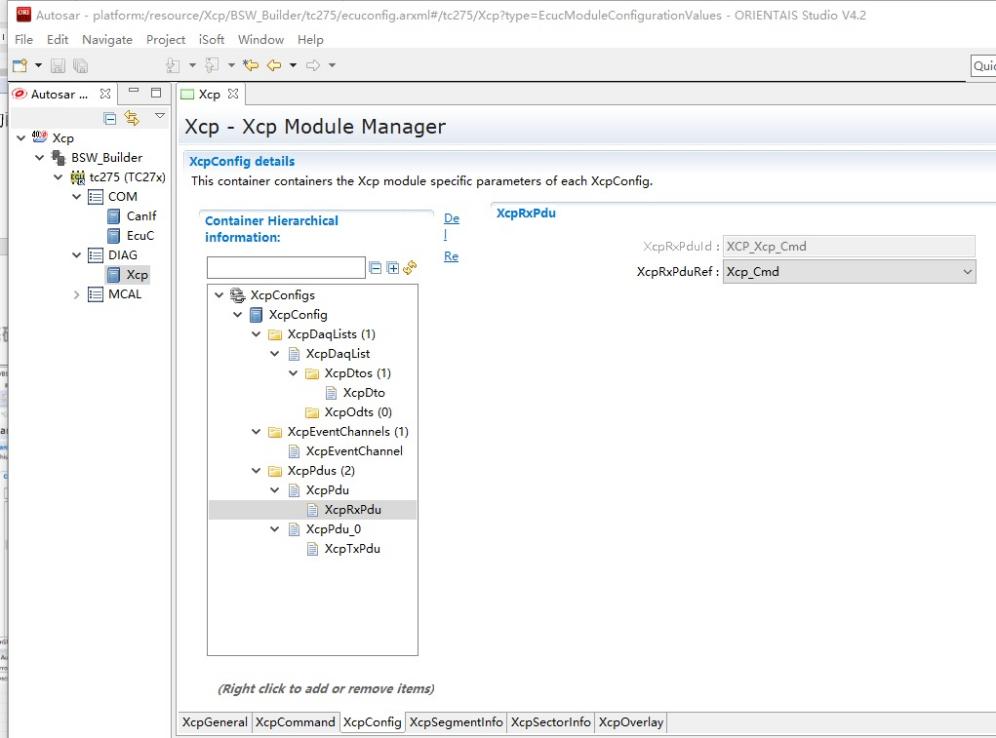 Autosar - platform:/resource/Xcp/BSW_Builder/tc275/ecuconfig.arxml#/tc275/Xcp?type=EcucModuleConfigurationValues - ORIENTAIS Studio V4.2
File Edit Navigate Project iSoft Window Help
Quic
Autosar ...
Xcp
Xcp
BSW_Builder
tc275 (TC27x)
COM
CanIf
EcuC
DIAG
Xcp
MCAL
Xcp - Xcp Module Manager
XcpConfig details
This container containers the Xcp module specific parameters of each XcpConfig.
Container Hierarchical
information:
De
l
Re
XcpConfigs
XcpConfig
XcpDaqLists (1)
XcpDaqList
XcpDtos (1)
XcpDto
XcpOdts (0)
XcpEventChannels (1)
XcpEventChannel
XcpPdus (2)
XcpPdu
XcpRxPdu
XcpPdu_0
XcpTxPdu
(Right click to add or remove items)
XcpRxPdu
XcpRxPduId : XCP_Xcp_Cmd
XcpRxPduRef : Xcp_Cmd
XcpGeneral XcpCommand XcpConfig XcpSegmentInfo XcpSectorInfo XcpOverlay